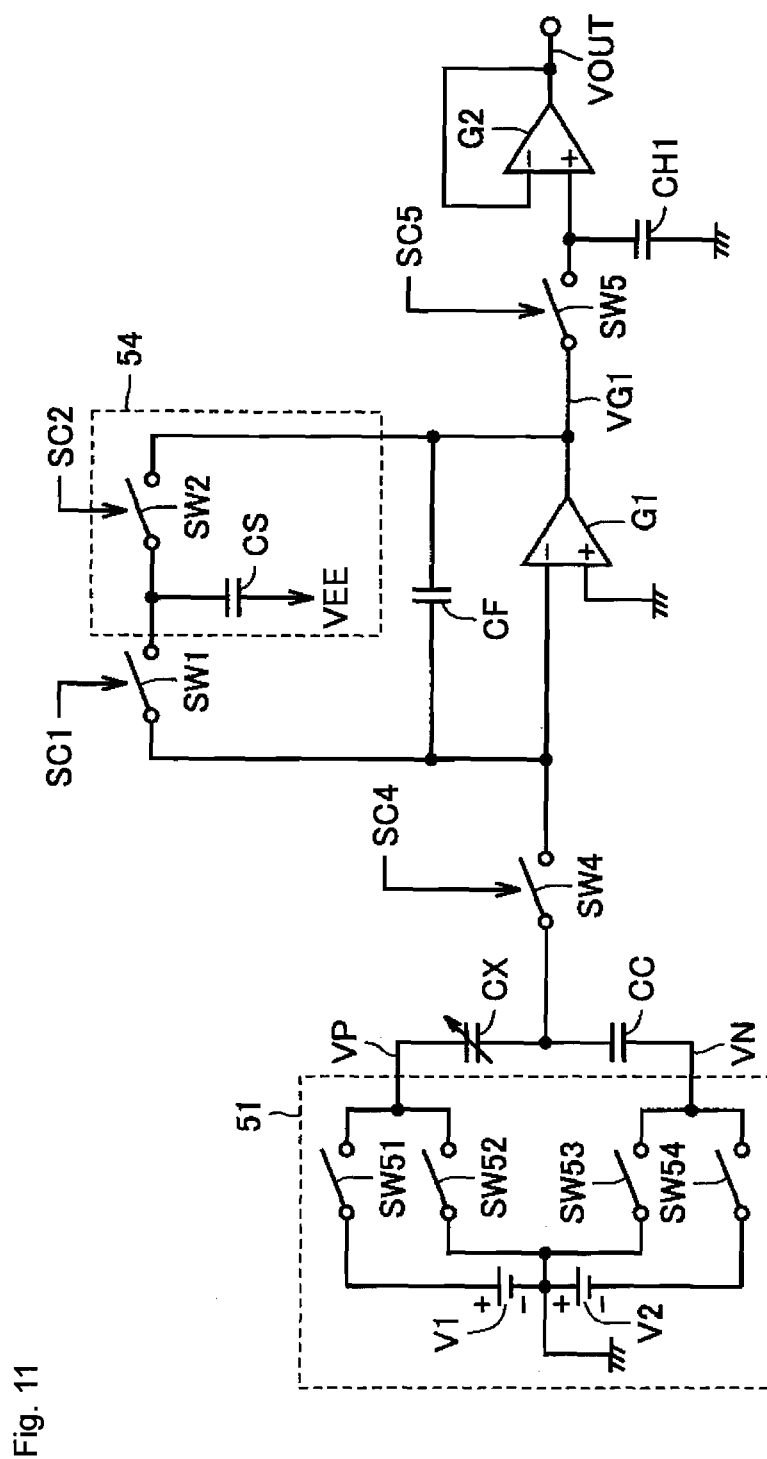 Fig. 11
51
VP
CX
CC
VN
SW51
SW52
SW53
SW54
V1
V2
+
−
+
−
SC4
SW4
SC1
SW1
SC2
SW2
54
CS
VEE
CF
−
+
G1
VG1
SC5
SW5
G2
−
+
CH1
VOUT